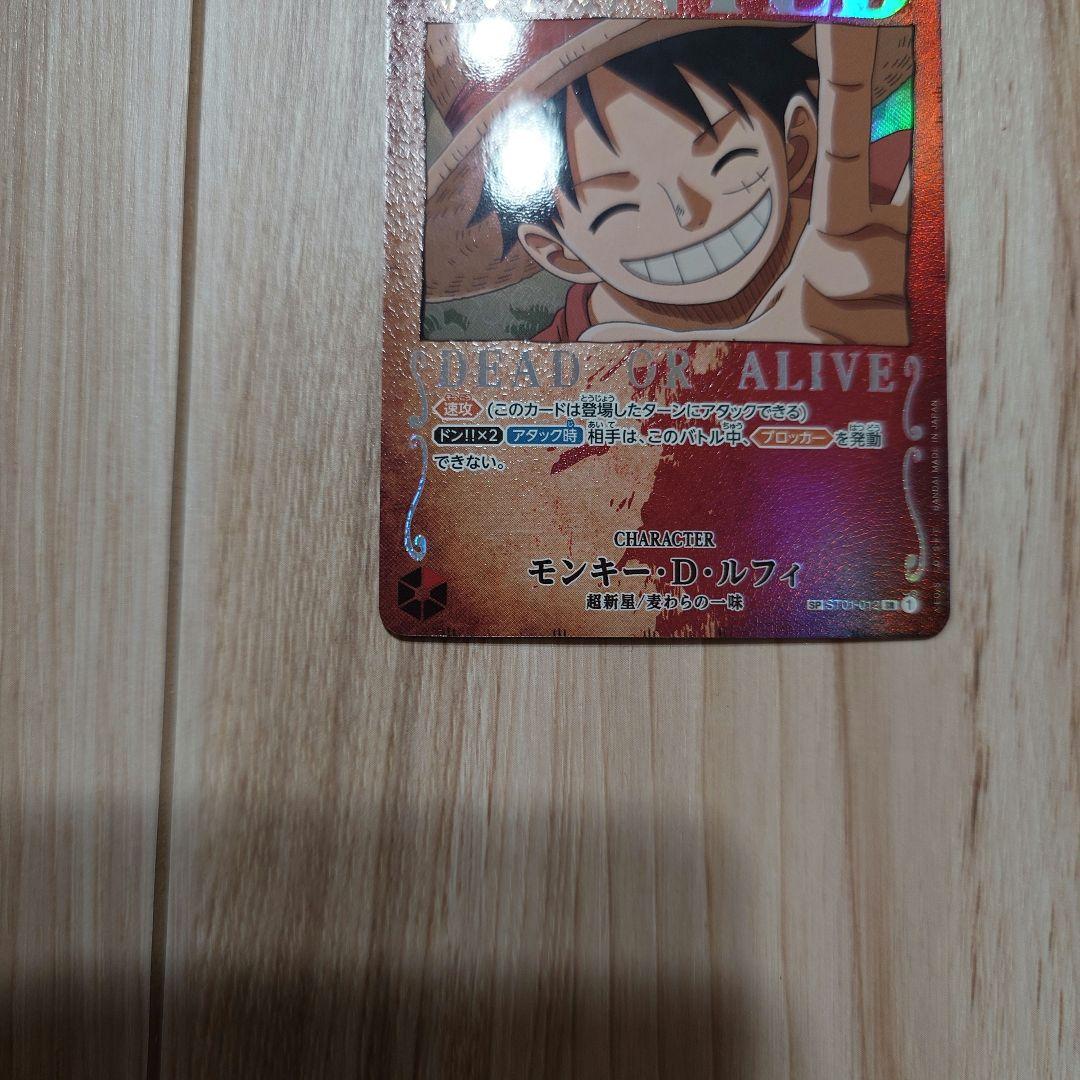 WANTED
DEAD OR ALIVE
速攻 (このカードは登場したターンにアタックできる)
ドン!!×2 アタック時 相手は、このバトル中、ブロッカー を発動
できない。
CHARACTER
モンキー・D・ルフィ
超新星/麦わらの一味
SP ST01-012 SR 1
BANDAI MADE IN JAPAN